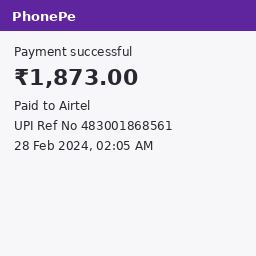 PhonePe
Payment successful
₹1,873.00
Paid to Airtel
UPI Ref No 483001868561
28 Feb 2024, 02:05 AM